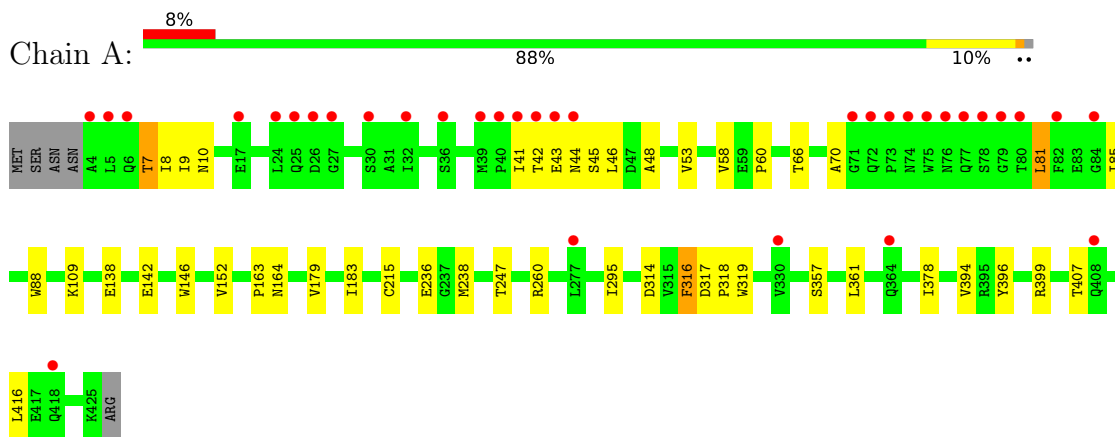 8%
Chain A:
88% 10% ••
MET SER ASN ASN A4 L5 Q6 T7 I8 I9 N10 E17 L24 Q25 D26 G27 S30 A31 I32 S36 M39 P40 I41 T42 E43 N44 S45 L46 D47 A48 V53 V58 E59 P60 T66 A70 G71 Q72 P73 N74 W75 N76 Q77 S78 G79 T80 L81 F82 E83 G84 I85
W88 K109 E138 E142 W146 V152 P163 N164 V179 I183 C215 E236 G237 M238 T247 R260 L277 I295 D314 V315 F316 D317 P318 W319 V330 S357 L361 Q364 I378 V394 R395 Y396 R399 T407 Q408
L416 E417 Q418 K425 ARG